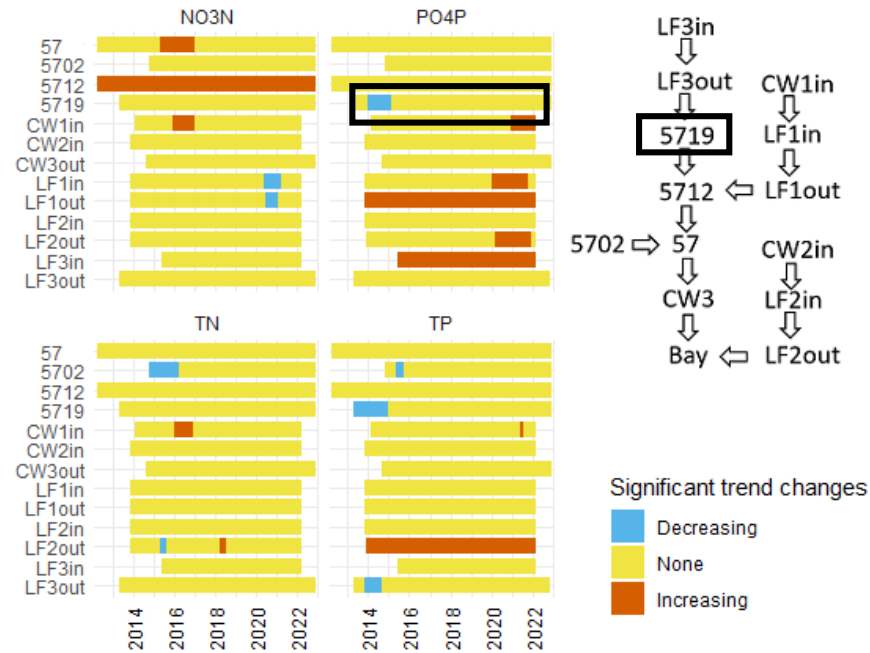 NO3N
PO4P
57
5702
5712
5719
CW1in
CW2in
CW3out
LF1in
LF1out
LF2in
LF2out
LF3in
LF3out
TN
TP
57
5702
5712
5719
CW1in
CW2in
CW3out
LF1in
LF1out
LF2in
LF2out
LF3in
LF3out
2014 2016 2018 2020 2022
2014 2016 2018 2020 2022
LF3in
LF3out CW1in
5719 LF1in
5712 LF1out
5702 57 CW2in
CW3 LF2in
Bay LF2out
Significant trend changes
Decreasing
None
Increasing